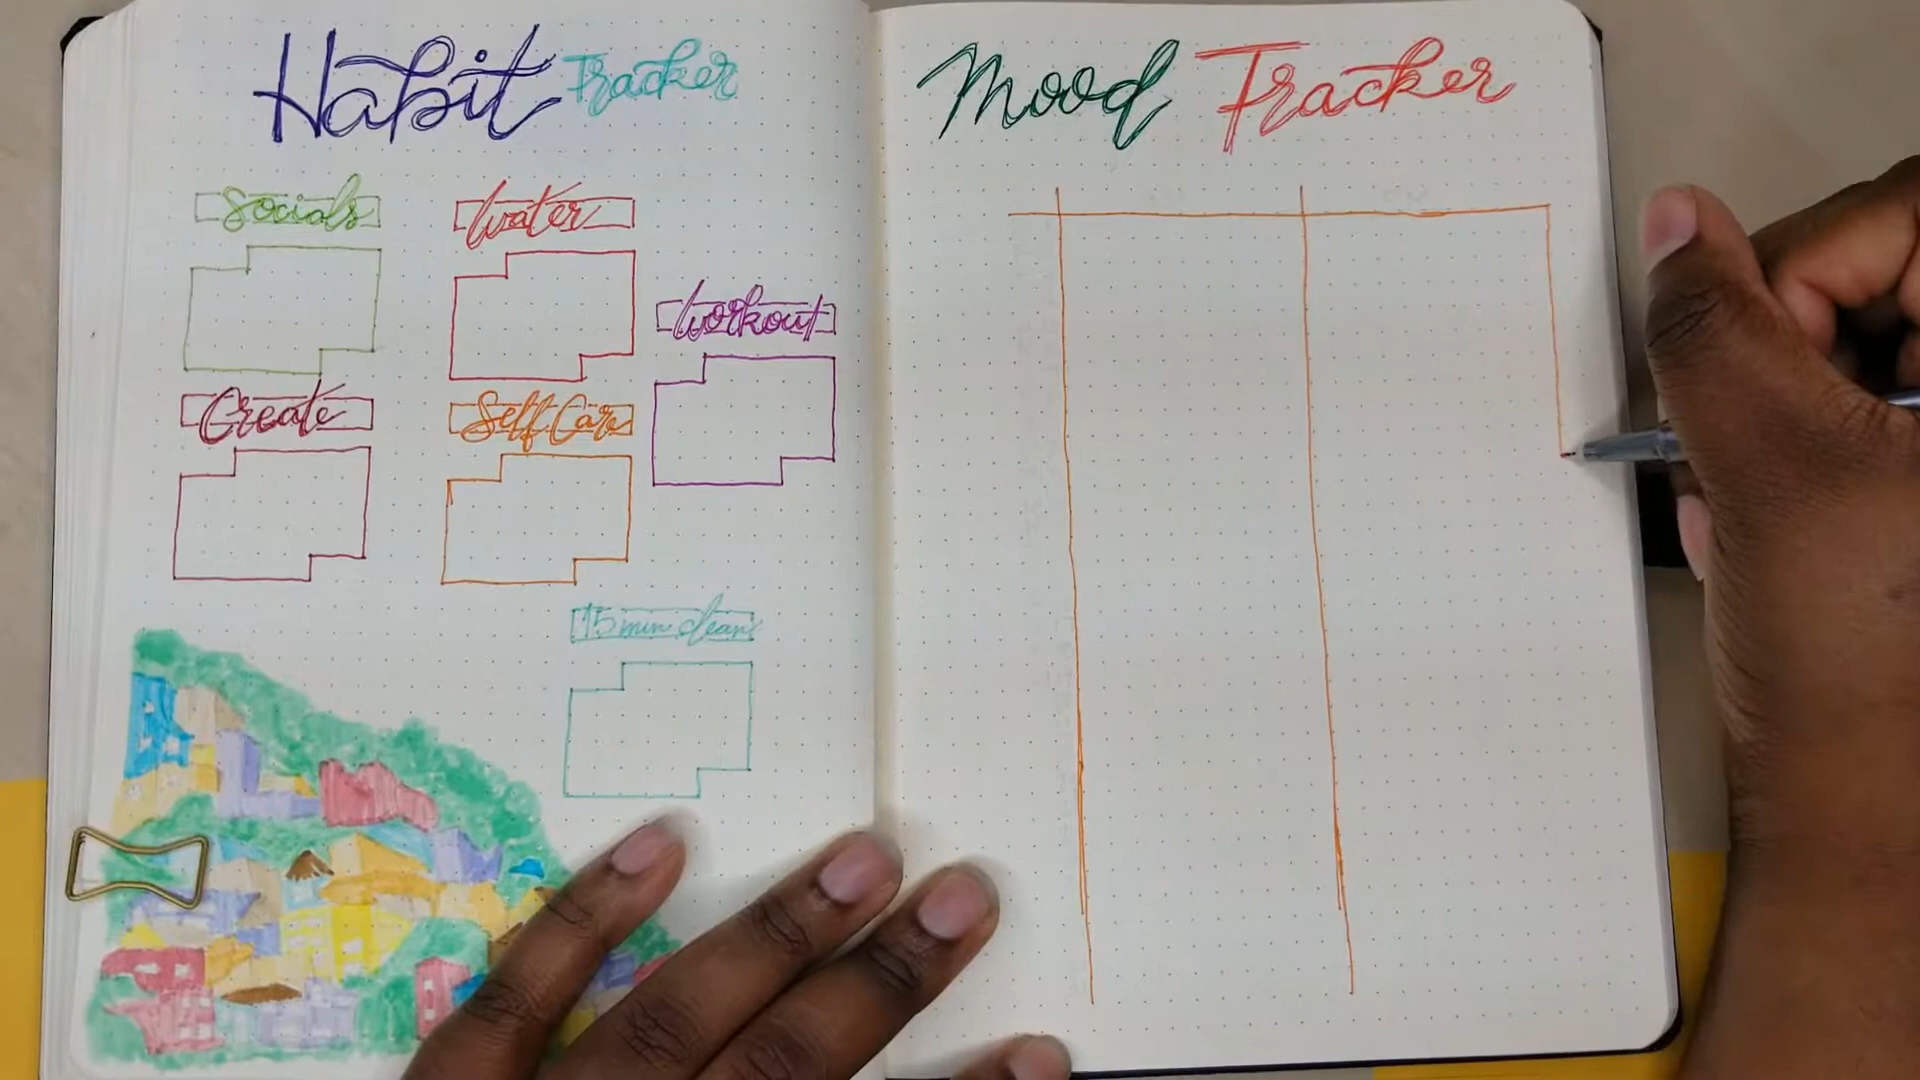 Habit Tracker
Socials
Water
Workout
Create
Self Care
15 min clean
Mood Tracker